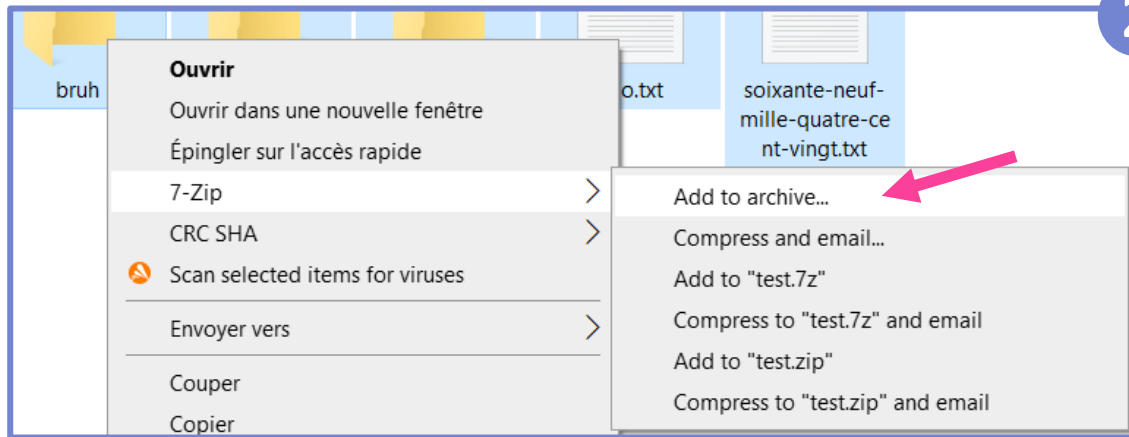 2
bruh
o.txt
soixante-neuf-
mille-quatre-ce
nt-vingt.txt
Ouvrir
Ouvrir dans une nouvelle fenêtre
Épingler sur l'accès rapide
7-Zip
CRC SHA
Scan selected items for viruses
Envoyer vers
Couper
Copier
Add to archive...
Compress and email...
Add to "test.7z"
Compress to "test.7z" and email
Add to "test.zip"
Compress to "test.zip" and email